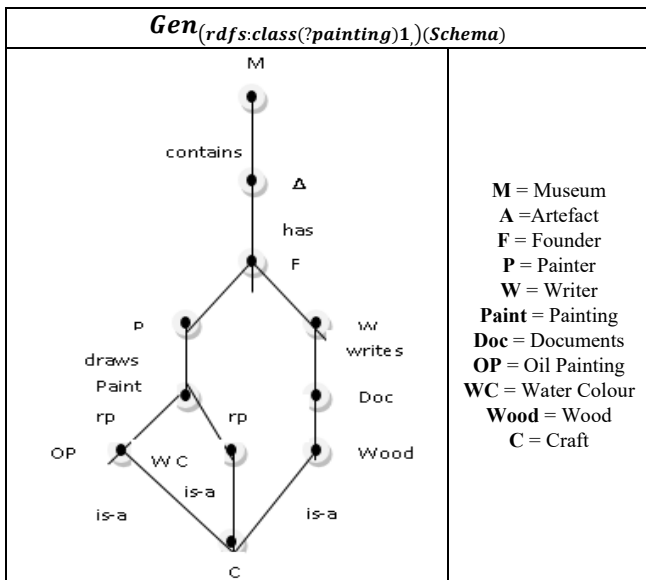 Gen(rdfs:class(?painting)1,)(Schema)
M
contains
A
has
F
P
W
writes
draws
Paint
Doc
rp
rp
OP
WC
Wood
is-a
is-a
is-a
C
M = Museum
A =Artefact
F = Founder
P = Painter
W = Writer
Paint = Painting
Doc = Documents
OP = Oil Painting
WC = Water Colour
Wood = Wood
C = Craft